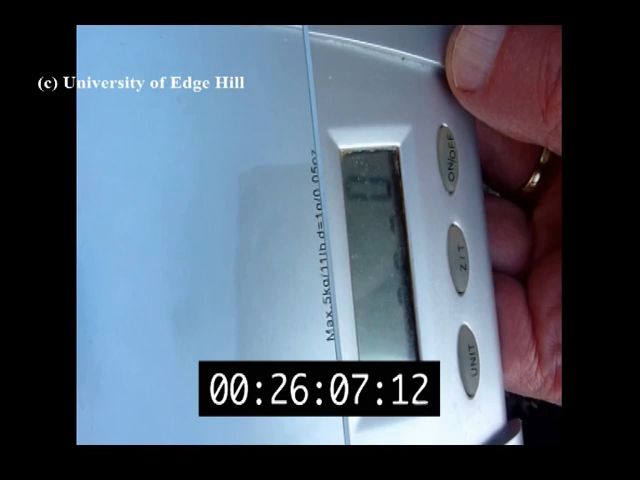 (c) University of Edge Hill
Max. 5kg/11lb d=1g/0.05oz
ON/OFF
Z/T
UNIT
00:26:07:12